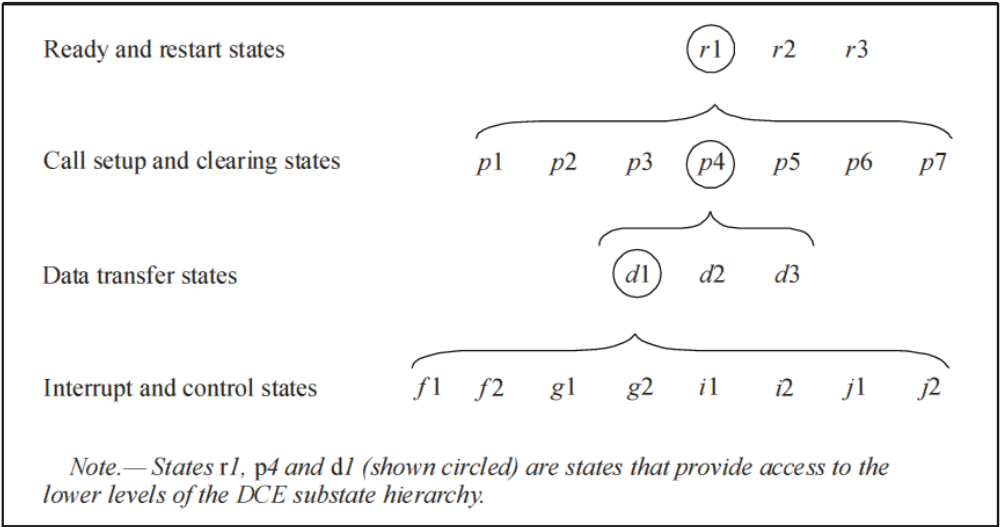 Ready and restart states r1 r2 r3
Call setup and clearing states p1 p2 p3 p4 p5 p6 p7
Data transfer states d1 d2 d3
Interrupt and control states f1 f2 g1 g2 i1 i2 j1 j2
Note.— States r1, p4 and d1 (shown circled) are states that provide access to the
lower levels of the DCE substate hierarchy.